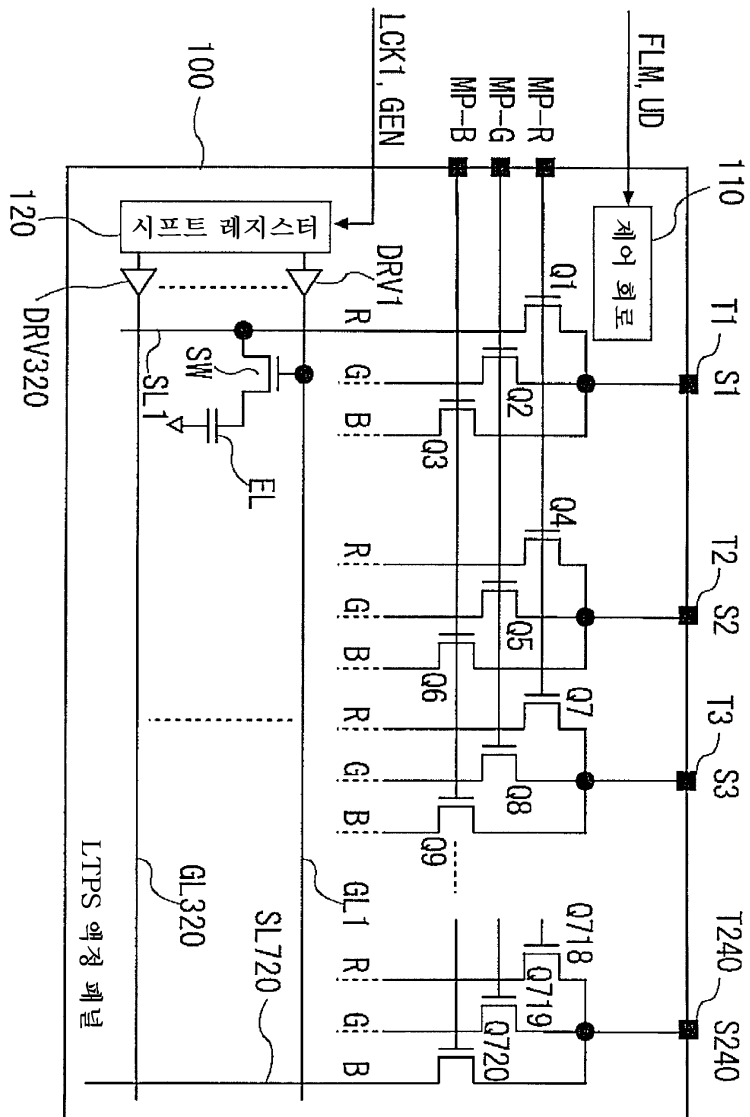 LCK1, GEN
FLM, UD
100
MP-B
MP-G
MP-R
110
120
시프트 레지스터
제어 회로
DRV320
DRV1
Q1
T1
S1
R
G
B
SL1
SW
EL
Q2
Q3
Q4
T2
S2
R
G
B
Q5
Q6
Q7
T3
S3
R
G
B
Q8
Q9
LTPS 액정 패널
GL320
SL720
GL1
Q718
Q719
Q720
R
G
B
T240
S240